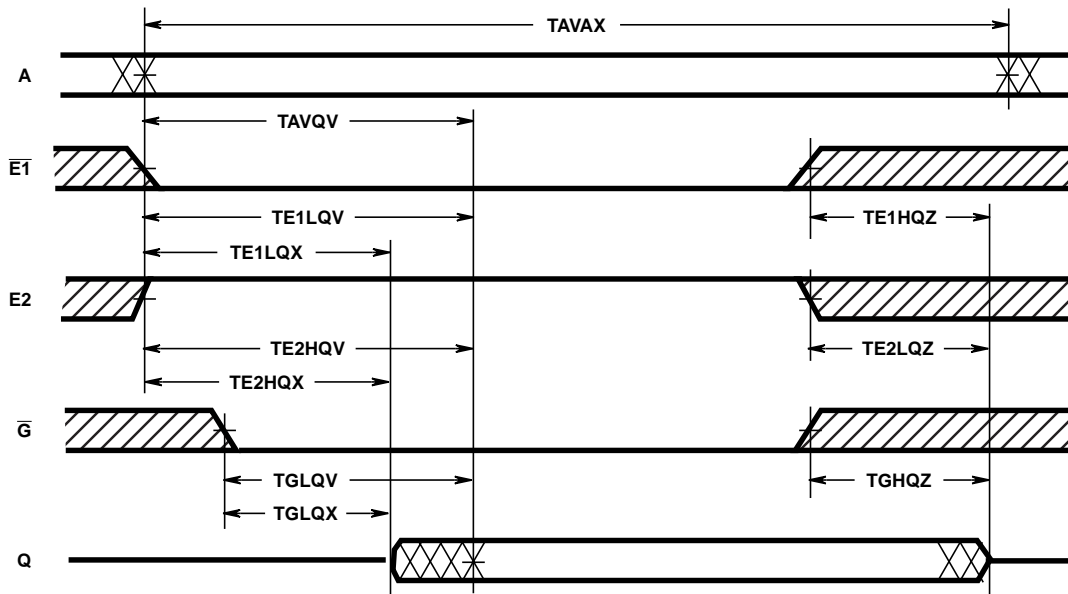 TAVAX
A
TAVQV
E1
TE1LQV TE1HQZ
TE1LQX
E2
TE2HQV TE2LQZ
TE2HQX
G
TGLQV TGHQZ
TGLQX
Q